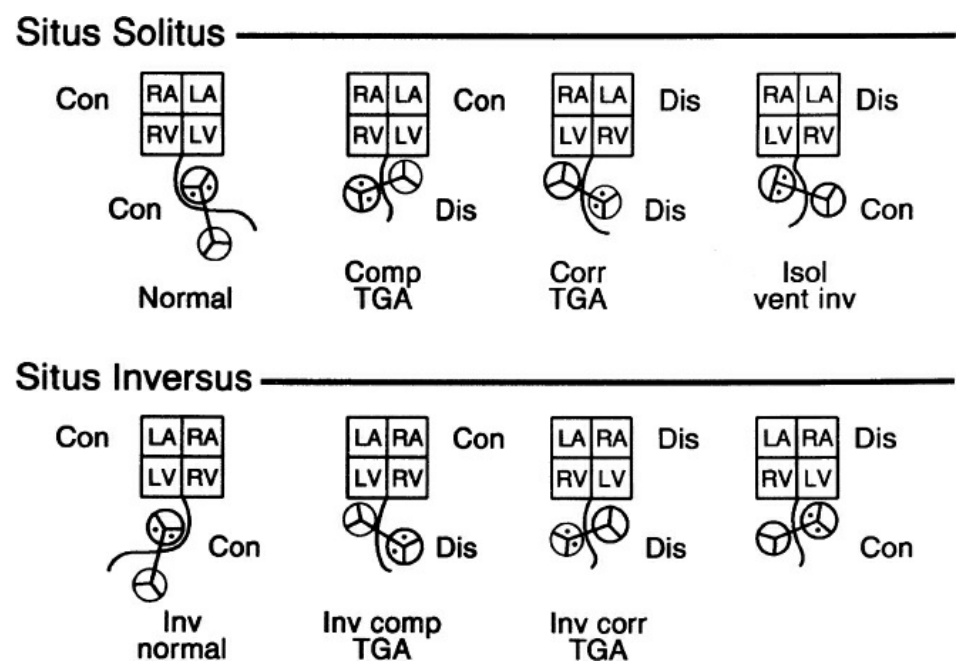 Situs Solitus
Con RA LA RA LA Con RA LA Dis RA LA Dis
RV LV RV LV LV RV LV RV
Con Dis Dis Con
Normal Comp TGA Corr TGA Isol vent inv
Situs Inversus
Con LA RA LA RA Con LA RA Dis LA RA Dis
LV RV LV RV RV LV RV LV
Con Dis Dis Con
Inv normal Inv comp TGA Inv corr TGA